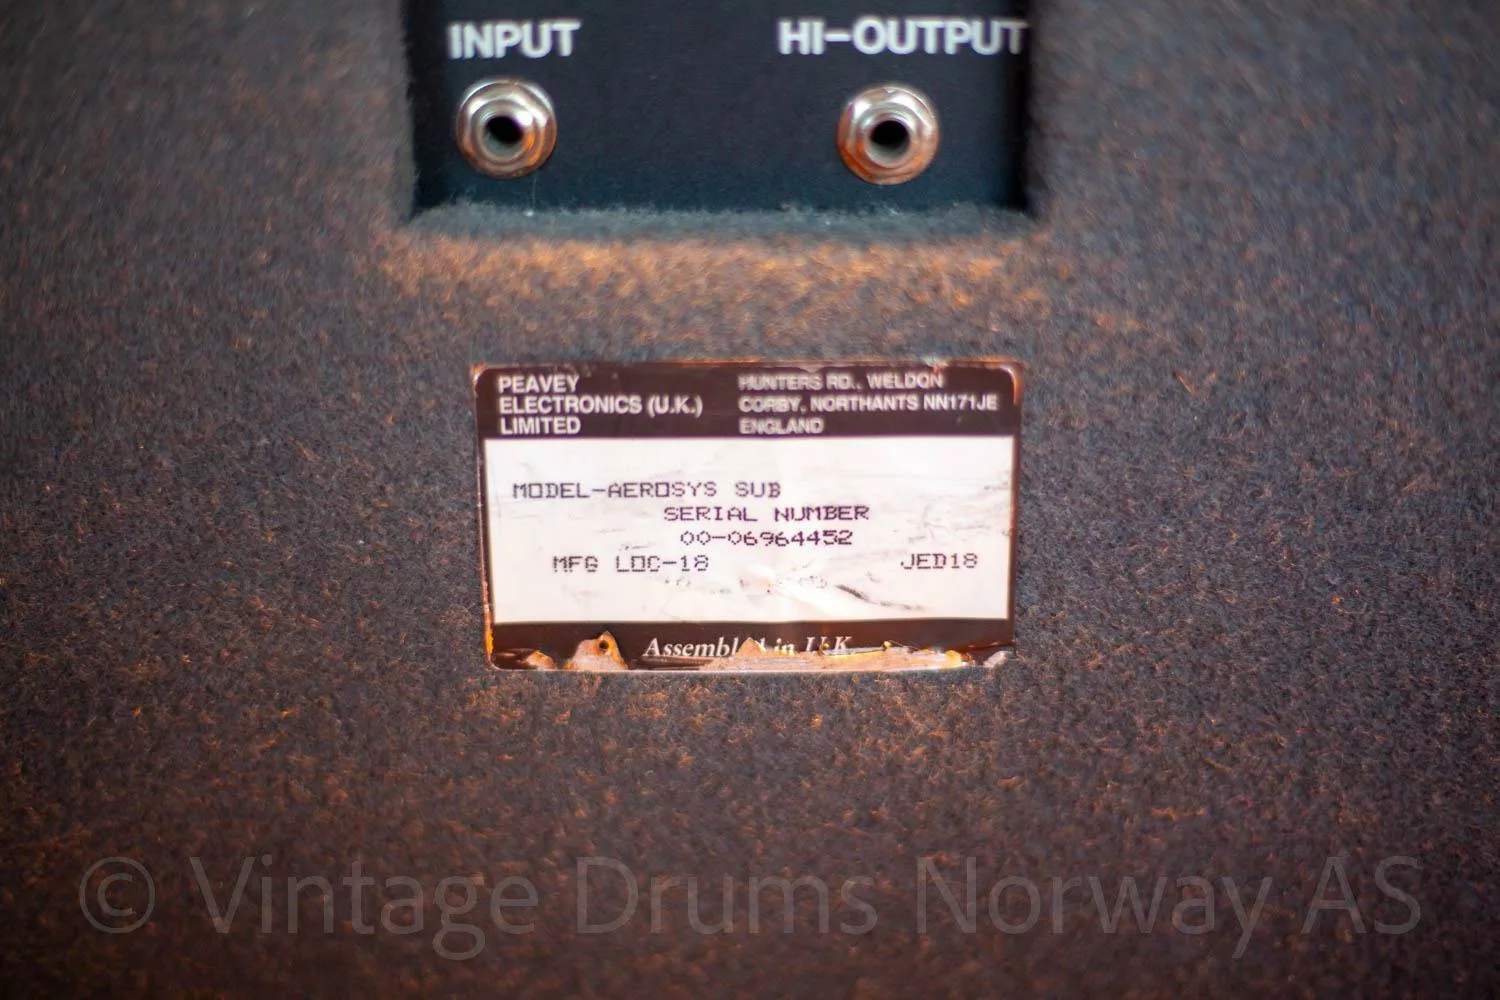 INPUT
HI-OUTPUT
PEAVEY
ELECTRONICS (U.K.)
LIMITED
HUNTERS RD., WELDON
CORBY, NORTHANTS NN171JE
ENGLAND
MODEL-AEROSYS SUB
SERIAL NUMBER
00-06964452
MFG LOC-18 JED18
Assembled in U.K.
© Vintage Drums Norway AS